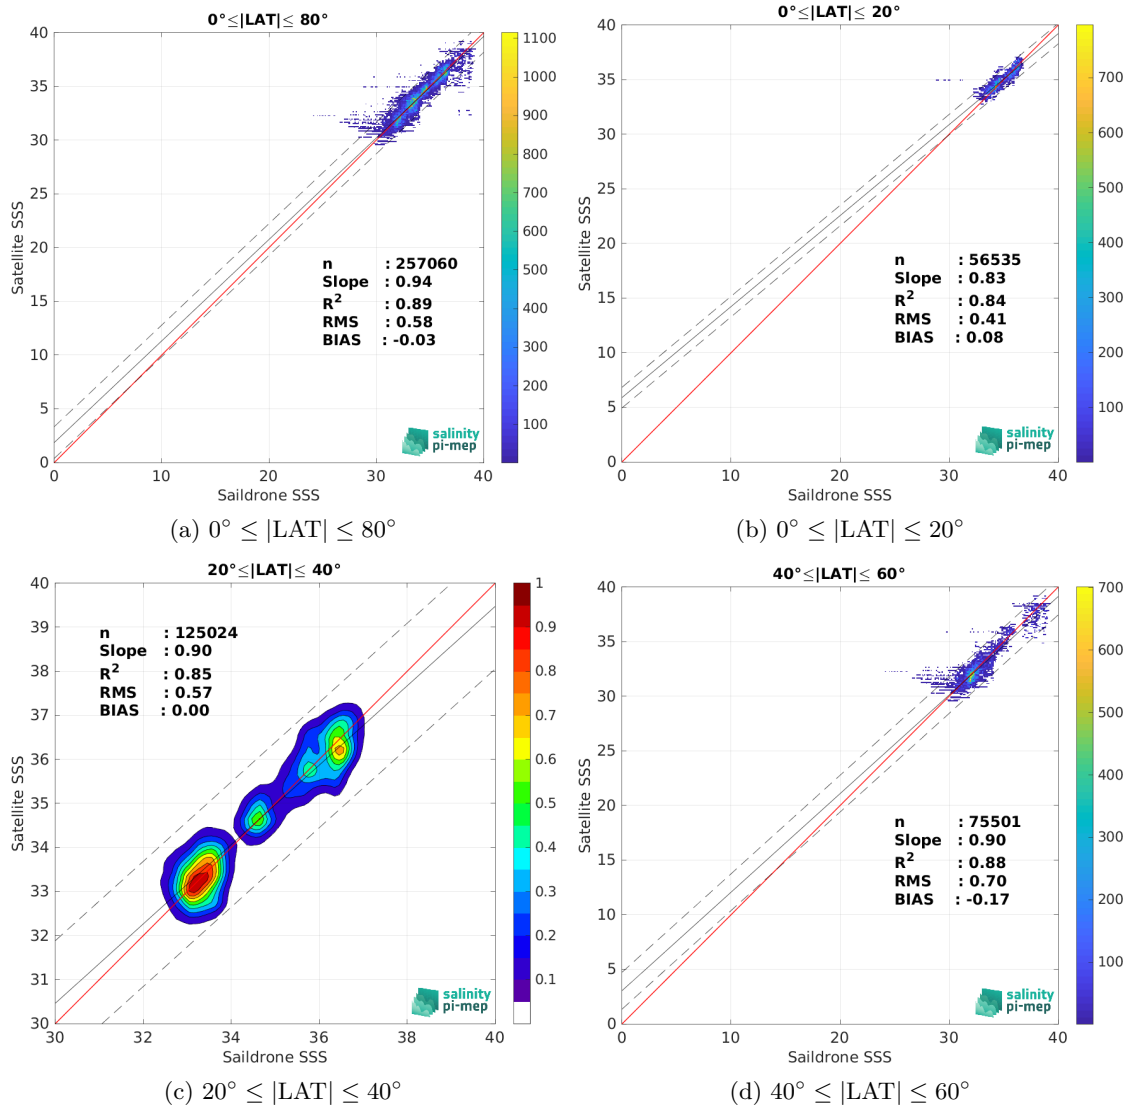 0°≤|LAT|≤ 80°
Satellite SSS
40
35
30
25
20
15
10
5
0
0
10
20
30
40
Saildrone SSS
n : 257060
Slope : 0.94
R2 : 0.89
RMS : 0.58
BIAS : -0.03
salinity
pi-mep
1100
1000
900
800
700
600
500
400
300
200
100
(a) 0° ≤ |LAT| ≤ 80°
0°≤|LAT|≤ 20°
Satellite SSS
40
35
30
25
20
15
10
5
0
0
10
20
30
40
Saildrone SSS
n : 56535
Slope : 0.83
R2 : 0.84
RMS : 0.41
BIAS : 0.08
salinity
pi-mep
700
600
500
400
300
200
100
(b) 0° ≤ |LAT| ≤ 20°
20°≤|LAT|≤ 40°
Satellite SSS
40
39
38
37
36
35
34
33
32
31
30
30
32
34
36
38
40
Saildrone SSS
n : 125024
Slope : 0.90
R2 : 0.85
RMS : 0.57
BIAS : 0.00
salinity
pi-mep
1
0.9
0.8
0.7
0.6
0.5
0.4
0.3
0.2
0.1
(c) 20° ≤ |LAT| ≤ 40°
40°≤|LAT|≤ 60°
Satellite SSS
40
35
30
25
20
15
10
5
0
0
10
20
30
40
Saildrone SSS
n : 75501
Slope : 0.90
R2 : 0.88
RMS : 0.70
BIAS : -0.17
salinity
pi-mep
700
600
500
400
300
200
100
(d) 40° ≤ |LAT| ≤ 60°